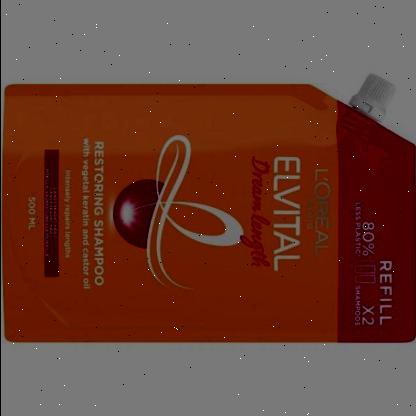 REFILL
80%
LESS PLASTIC*
X2
SHAMPOOS
L'ORÉAL
PARIS
ELVITAL
Dream length
RESTORING SHAMPOO
with vegetal keratin and castor oil
Intensely repairs lengths
500 ML